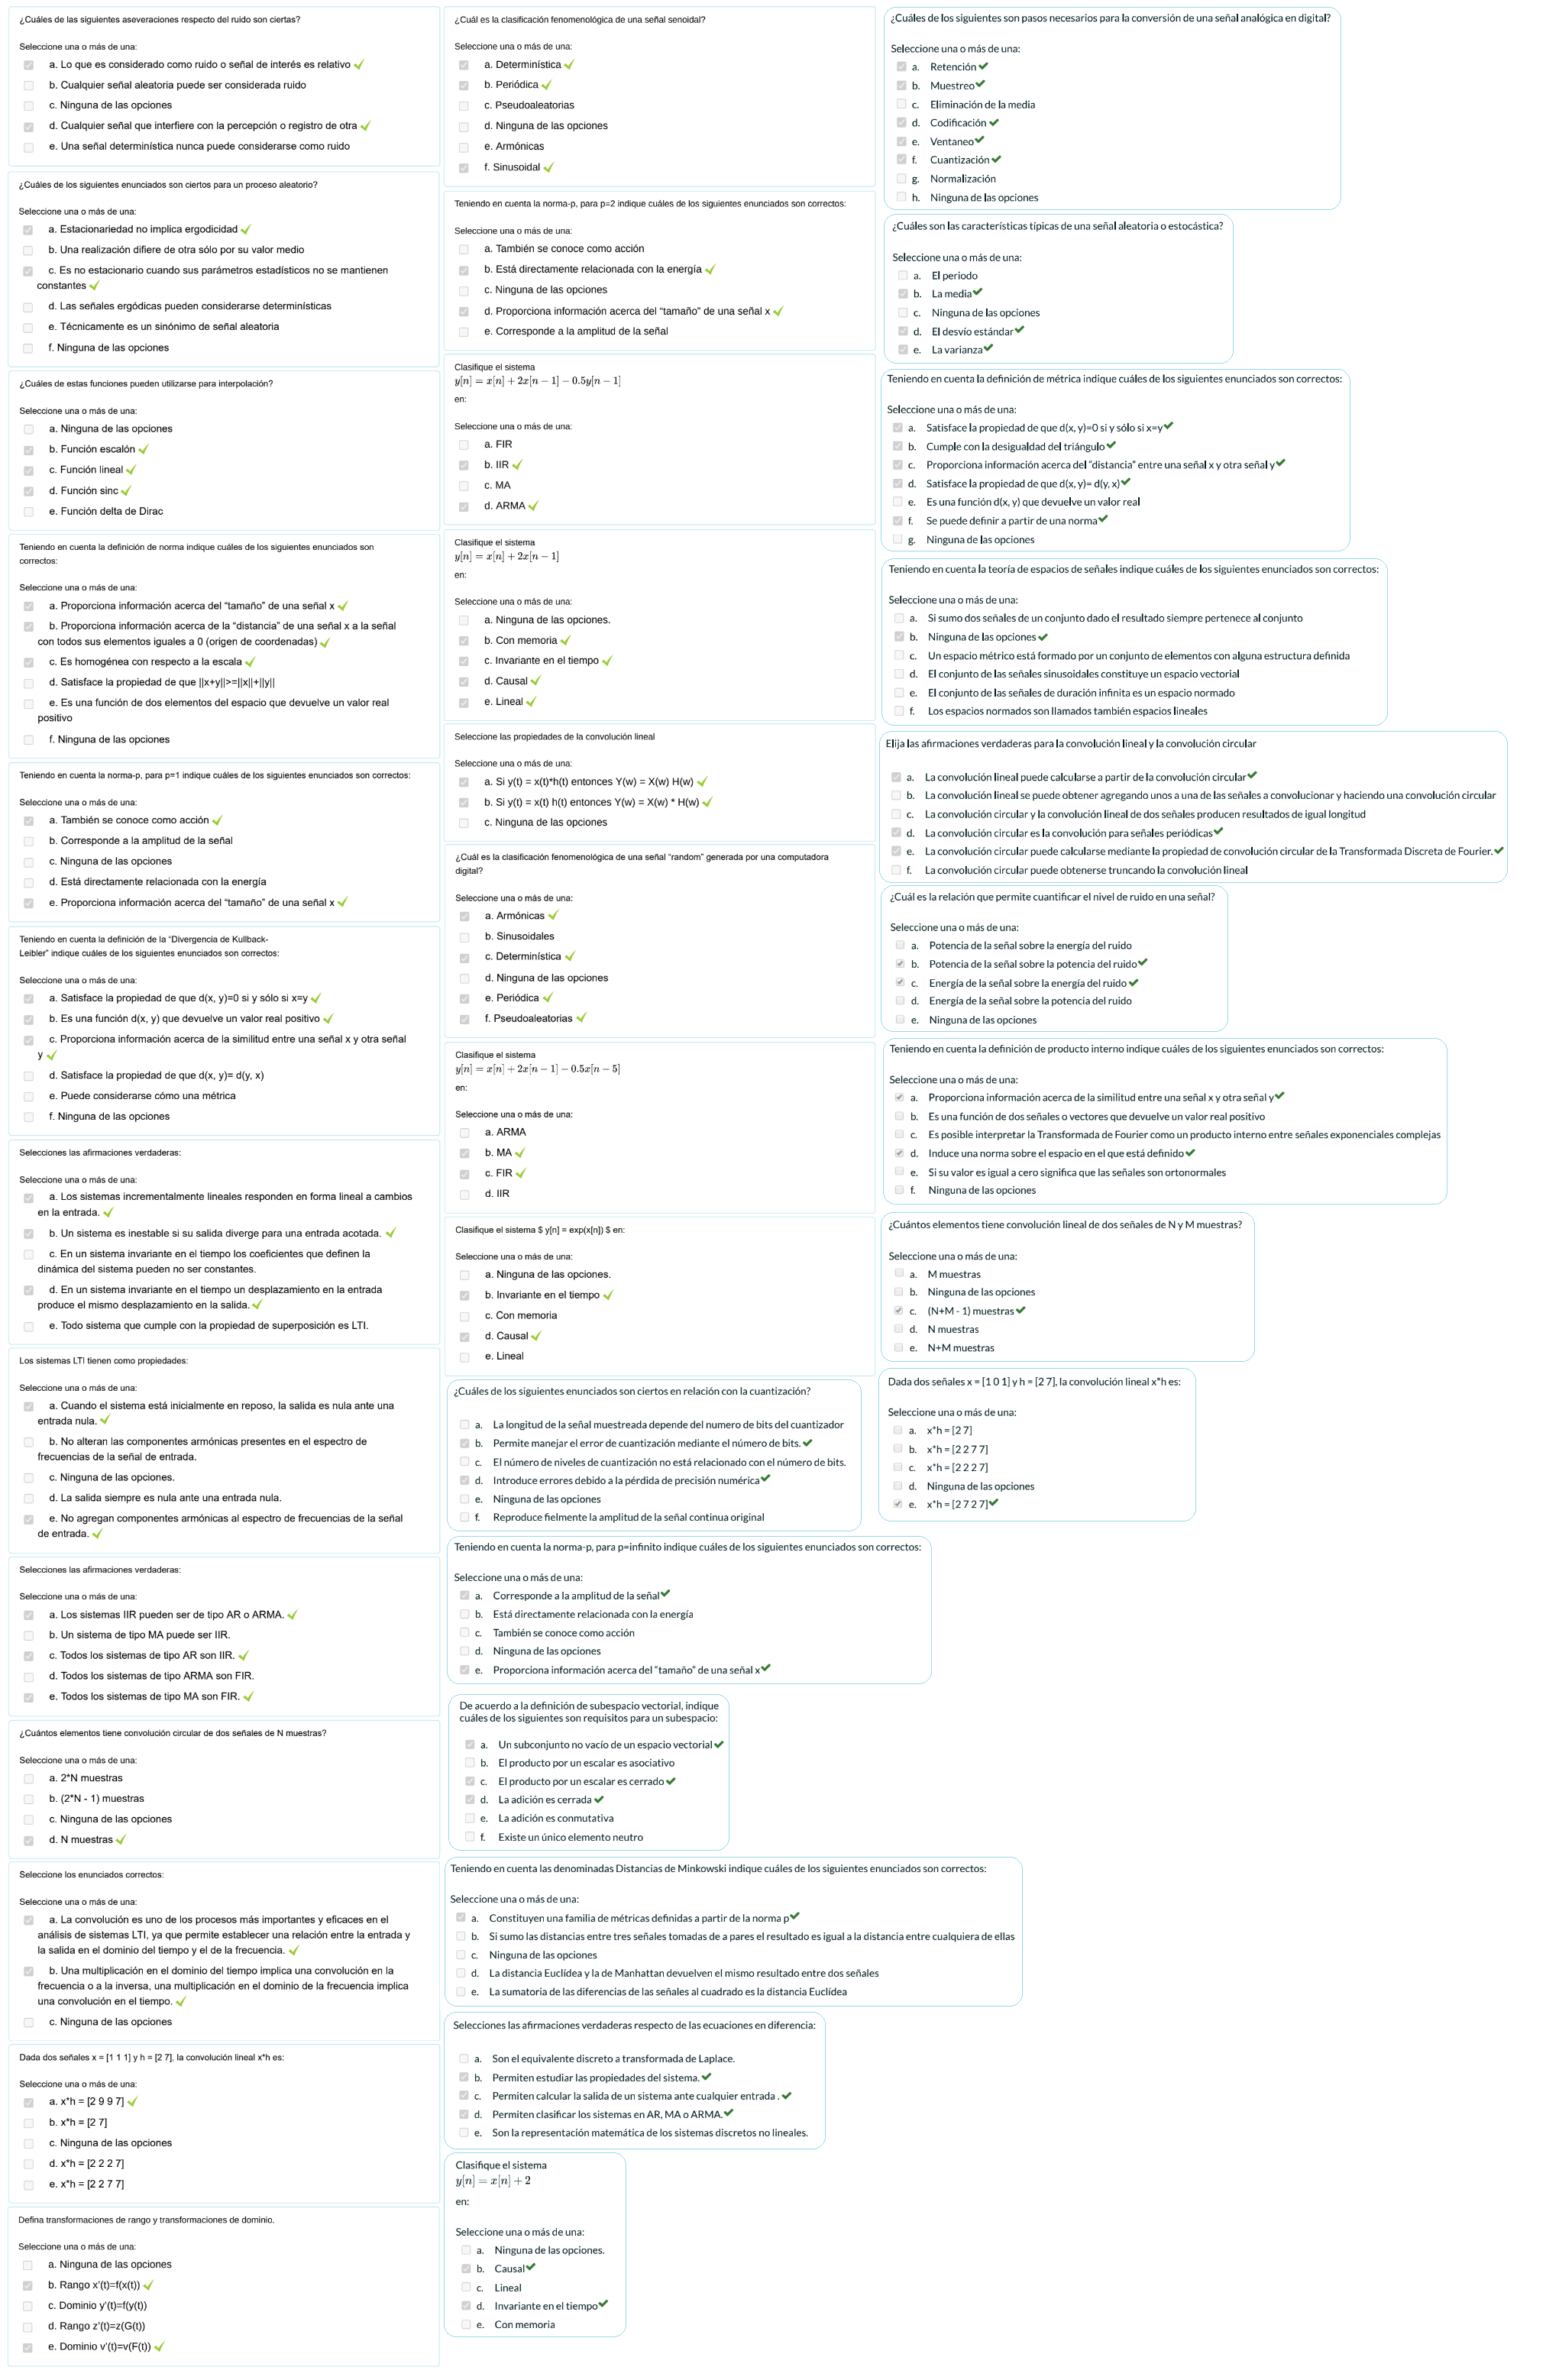 ¿Cuáles de las siguientes aseveraciones respecto del ruido son ciertas?
Seleccione una o más de una:
a. Lo que es considerado como ruido o señal de interés es relativo
b. Cualquier señal aleatoria puede ser considerada ruido
c. Ninguna de las opciones
d. Cualquier señal que interfiere con la percepción o registro de otra
e. Una señal determinística nunca puede considerarse como ruido
¿Cuáles de los siguientes enunciados son ciertos para un proceso aleatorio?
Seleccione una o más de una:
a. Estacionariedad no implica ergodicidad
b. Una realización difiere de otra sólo por su valor medio
c. Es no estacionario cuando sus parámetros estadísticos no se mantienen
constantes
d. Las señales ergódicas pueden considerarse determinísticas
e. Técnicamente es un sinónimo de señal aleatoria
f. Ninguna de las opciones
¿Cuáles de estas funciones pueden utilizarse para interpolación?
Seleccione una o más de una:
a. Ninguna de las opciones
b. Función escalón
c. Función lineal
d. Función sinc
e. Función delta de Dirac
Teniendo en cuenta la definición de norma indique cuáles de los siguientes enunciados son
correctos:
Seleccione una o más de una:
a. Proporciona información acerca del “tamaño” de una señal x
b. Proporciona información acerca de la “distancia” de una señal x a la señal
con todos sus elementos iguales a 0 (origen de coordenadas)
c. Es homogénea con respecto a la escala
d. Satisface la propiedad de que ||x+y||>=||x||+||y||
e. Es una función de dos elementos del espacio que devuelve un valor real
positivo
f. Ninguna de las opciones
Teniendo en cuenta la norma-p, para p=1 indique cuáles de los siguientes enunciados son correctos:
Seleccione una o más de una:
a. También se conoce como acción
b. Corresponde a la amplitud de la señal
c. Ninguna de las opciones
d. Está directamente relacionada con la energía
e. Proporciona información acerca del “tamaño” de una señal x
Teniendo en cuenta la definición de la “Divergencia de Kullback-
Leibler” indique cuáles de los siguientes enunciados son correctos:
Seleccione una o más de una:
a. Satisface la propiedad de que d(x, y)=0 si y sólo si x=y
b. Es una función d(x, y) que devuelve un valor real positivo
c. Proporciona información acerca de la similitud entre una señal x y otra señal
y
d. Satisface la propiedad de que d(x, y)= d(y, x)
e. Puede considerarse cómo una métrica
f. Ninguna de las opciones
Selecciones las afirmaciones verdaderas:
Seleccione una o más de una:
a. Los sistemas incrementalmente lineales responden en forma lineal a cambios
en la entrada.
b. Un sistema es inestable si su salida diverge para una entrada acotada.
c. En un sistema invariante en el tiempo los coeficientes que definen la
dinámica del sistema pueden no ser constantes.
d. En un sistema invariante en el tiempo un desplazamiento en la entrada
produce el mismo desplazamiento en la salida.
e. Todo sistema que cumple con la propiedad de superposición es LTI.
Los sistemas LTI tienen como propiedades:
Seleccione una o más de una:
a. Cuando el sistema está inicialmente en reposo, la salida es nula ante una
entrada nula.
b. No alteran las componentes armónicas presentes en el espectro de
frecuencias de la señal de entrada.
c. Ninguna de las opciones.
d. La salida siempre es nula ante una entrada nula.
e. No agregan componentes armónicas al espectro de frecuencias de la señal
de entrada.
Selecciones las afirmaciones verdaderas:
Seleccione una o más de una:
a. Los sistemas IIR pueden ser de tipo AR o ARMA.
b. Un sistema de tipo MA puede ser IIR.
c. Todos los sistemas de tipo AR son IIR.
d. Todos los sistemas de tipo ARMA son FIR.
e. Todos los sistemas de tipo MA son FIR.
¿Cuántos elementos tiene convolución circular de dos señales de N muestras?
Seleccione una o más de una:
a. 2*N muestras
b. (2*N - 1) muestras
c. Ninguna de las opciones
d. N muestras
Seleccione los enunciados correctos:
Seleccione una o más de una:
a. La convolución es uno de los procesos más importantes y eficaces en el
análisis de sistemas LTI, ya que permite establecer una relación entre la entrada y
la salida en el dominio del tiempo y el de la frecuencia.
b. Una multiplicación en el dominio del tiempo implica una convolución en la
frecuencia o a la inversa, una multiplicación en el dominio de la frecuencia implica
una convolución en el tiempo.
c. Ninguna de las opciones
Dada dos señales x = [1 1 1] y h = [2 7], la convolución lineal x*h es:
Seleccione una o más de una:
a. x*h = [2 9 9 7]
b. x*h = [2 7]
c. Ninguna de las opciones
d. x*h = [2 2 2 7]
e. x*h = [2 2 7 7]
Defina transformaciones de rango y transformaciones de dominio.
Seleccione una o más de una:
a. Ninguna de las opciones
b. Rango x'(t)=f(x(t))
c. Dominio y'(t)=f(y(t))
d. Rango z'(t)=z(G(t))
e. Dominio v'(t)=v(F(t))
¿Cuál es la clasificación fenomenológica de una señal senoidal?
Seleccione una o más de una:
a. Determinística
b. Periódica
c. Pseudoaleatorias
d. Ninguna de las opciones
e. Armónicas
f. Sinusoidal
Teniendo en cuenta la norma-p, para p=2 indique cuáles de los siguientes enunciados son correctos:
Seleccione una o más de una:
a. También se conoce como acción
b. Está directamente relacionada con la energía
c. Ninguna de las opciones
d. Proporciona información acerca del “tamaño” de una señal x
e. Corresponde a la amplitud de la señal
Clasifique el sistema
y[n] = x[n] + 2x[n − 1] − 0.5y[n − 1]
en:
Seleccione una o más de una:
a. FIR
b. IIR
c. MA
d. ARMA
Clasifique el sistema
y[n] = x[n] + 2x[n − 1]
en:
Seleccione una o más de una:
a. Ninguna de las opciones.
b. Con memoria
c. Invariante en el tiempo
d. Causal
e. Lineal
Seleccione las propiedades de la convolución lineal
Seleccione una o más de una:
a. Si y(t) = x(t)*h(t) entonces Y(w) = X(w) H(w)
b. Si y(t) = x(t) h(t) entonces Y(w) = X(w) * H(w)
c. Ninguna de las opciones
¿Cuál es la clasificación fenomenológica de una señal “random” generada por una computadora
digital?
Seleccione una o más de una:
a. Armónicas
b. Sinusoidales
c. Determinística
d. Ninguna de las opciones
e. Periódica
f. Pseudoaleatorias
Clasifique el sistema
y[n] = x[n] + 2x[n − 1] − 0.5x[n − 5]
en:
Seleccione una o más de una:
a. ARMA
b. MA
c. FIR
d. IIR
Clasifique el sistema $ y[n] = exp(x[n]) $ en:
Seleccione una o más de una:
a. Ninguna de las opciones.
b. Invariante en el tiempo
c. Con memoria
d. Causal
e. Lineal
¿Cuáles de los siguientes enunciados son ciertos en relación con la cuantización?
a. La longitud de la señal muestreada depende del numero de bits del cuantizador
b. Permite manejar el error de cuantización mediante el número de bits.
c. El número de niveles de cuantización no está relacionado con el número de bits.
d. Introduce errores debido a la pérdida de precisión numérica
e. Ninguna de las opciones
f. Reproduce fielmente la amplitud de la señal continua original
Teniendo en cuenta la norma-p, para p=infinito indique cuáles de los siguientes enunciados son correctos:
Seleccione una o más de una:
a. Corresponde a la amplitud de la señal
b. Está directamente relacionada con la energía
c. También se conoce como acción
d. Ninguna de las opciones
e. Proporciona información acerca del “tamaño” de una señal x
De acuerdo a la definición de subespacio vectorial, indique
cuáles de los siguientes son requisitos para un subespacio:
a. Un subconjunto no vacío de un espacio vectorial
b. El producto por un escalar es asociativo
c. El producto por un escalar es cerrado
d. La adición es cerrada
e. La adición es conmutativa
f. Existe un único elemento neutro
Teniendo en cuenta las denominadas Distancias de Minkowski indique cuáles de los siguientes enunciados son correctos:
Seleccione una o más de una:
a. Constituyen una familia de métricas definidas a partir de la norma p
b. Si sumo las distancias entre tres señales tomadas de a pares el resultado es igual a la distancia entre cualquiera de ellas
c. Ninguna de las opciones
d. La distancia Euclídea y la de Manhattan devuelven el mismo resultado entre dos señales
e. La sumatoria de las diferencias de las señales al cuadrado es la distancia Euclídea
Selecciones las afirmaciones verdaderas respecto de las ecuaciones en diferencia:
a. Son el equivalente discreto a transformada de Laplace.
b. Permiten estudiar las propiedades del sistema.
c. Permiten calcular la salida de un sistema ante cualquier entrada .
d. Permiten clasificar los sistemas en AR, MA o ARMA.
e. Son la representación matemática de los sistemas discretos no lineales.
Clasifique el sistema
y[n] = x[n] + 2
en:
Seleccione una o más de una:
a. Ninguna de las opciones.
b. Causal
c. Lineal
d. Invariante en el tiempo
e. Con memoria
¿Cuáles de los siguientes son pasos necesarios para la conversión de una señal analógica en digital?
Seleccione una o más de una:
a. Retención
b. Muestreo
c. Eliminación de la media
d. Codificación
e. Ventaneo
f. Cuantización
g. Normalización
h. Ninguna de las opciones
¿Cuáles son las características típicas de una señal aleatoria o estocástica?
Seleccione una o más de una:
a. El periodo
b. La media
c. Ninguna de las opciones
d. El desvío estándar
e. La varianza
Teniendo en cuenta la definición de métrica indique cuáles de los siguientes enunciados son correctos:
Seleccione una o más de una:
a. Satisface la propiedad de que d(x, y)=0 si y sólo si x=y
b. Cumple con la desigualdad del triángulo
c. Proporciona información acerca del “distancia” entre una señal x y otra señal y
d. Satisface la propiedad de que d(x, y)= d(y, x)
e. Es una función d(x, y) que devuelve un valor real
f. Se puede definir a partir de una norma
g. Ninguna de las opciones
Teniendo en cuenta la teoría de espacios de señales indique cuáles de los siguientes enunciados son correctos:
Seleccione una o más de una:
a. Si sumo dos señales de un conjunto dado el resultado siempre pertenece al conjunto
b. Ninguna de las opciones
c. Un espacio métrico está formado por un conjunto de elementos con alguna estructura definida
d. El conjunto de las señales sinusoidales constituye un espacio vectorial
e. El conjunto de las señales de duración infinita es un espacio normado
f. Los espacios normados son llamados también espacios lineales
Elija las afirmaciones verdaderas para la convolución lineal y la convolución circular
a. La convolución lineal puede calcularse a partir de la convolución circular
b. La convolución lineal se puede obtener agregando unos a una de las señales a convolucionar y haciendo una convolución circular
c. La convolución circular y la convolución lineal de dos señales producen resultados de igual longitud
d. La convolución circular es la convolución para señales periódicas
e. La convolución circular puede calcularse mediante la propiedad de convolución circular de la Transformada Discreta de Fourier.
f. La convolución circular puede obtenerse truncando la convolución lineal
¿Cuál es la relación que permite cuantificar el nivel de ruido en una señal?
Seleccione una o más de una:
a. Potencia de la señal sobre la energía del ruido
b. Potencia de la señal sobre la potencia del ruido
c. Energía de la señal sobre la energía del ruido
d. Energía de la señal sobre la potencia del ruido
e. Ninguna de las opciones
Teniendo en cuenta la definición de producto interno indique cuáles de los siguientes enunciados son correctos:
Seleccione una o más de una:
a. Proporciona información acerca de la similitud entre una señal x y otra señal y
b. Es una función de dos señales o vectores que devuelve un valor real positivo
c. Es posible interpretar la Transformada de Fourier como un producto interno entre señales exponenciales complejas
d. Induce una norma sobre el espacio en el que está definido
e. Si su valor es igual a cero significa que las señales son ortonormales
f. Ninguna de las opciones
¿Cuántos elementos tiene convolución lineal de dos señales de N y M muestras?
Seleccione una o más de una:
a. M muestras
b. Ninguna de las opciones
c. (N+M - 1) muestras
d. N muestras
e. N+M muestras
Dada dos señales x = [1 0 1] y h = [2 7], la convolución lineal x*h es:
Seleccione una o más de una:
a. x*h = [2 7]
b. x*h = [2 2 7 7]
c. x*h = [2 2 2 7]
d. Ninguna de las opciones
e. x*h = [2 7 2 7]